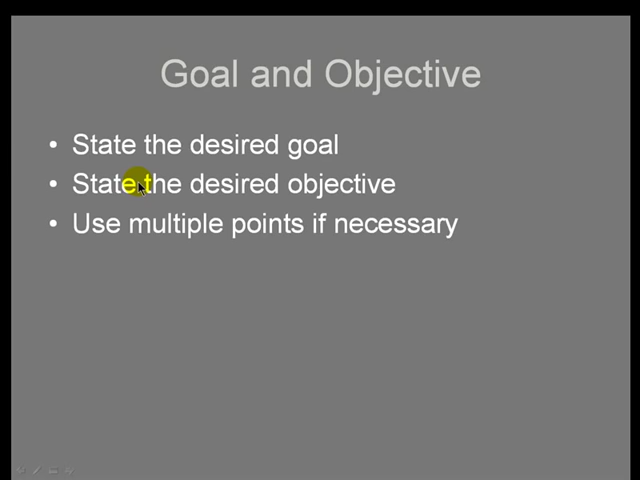 Goal and Objective
• State the desired goal
• State the desired objective
• Use multiple points if necessary